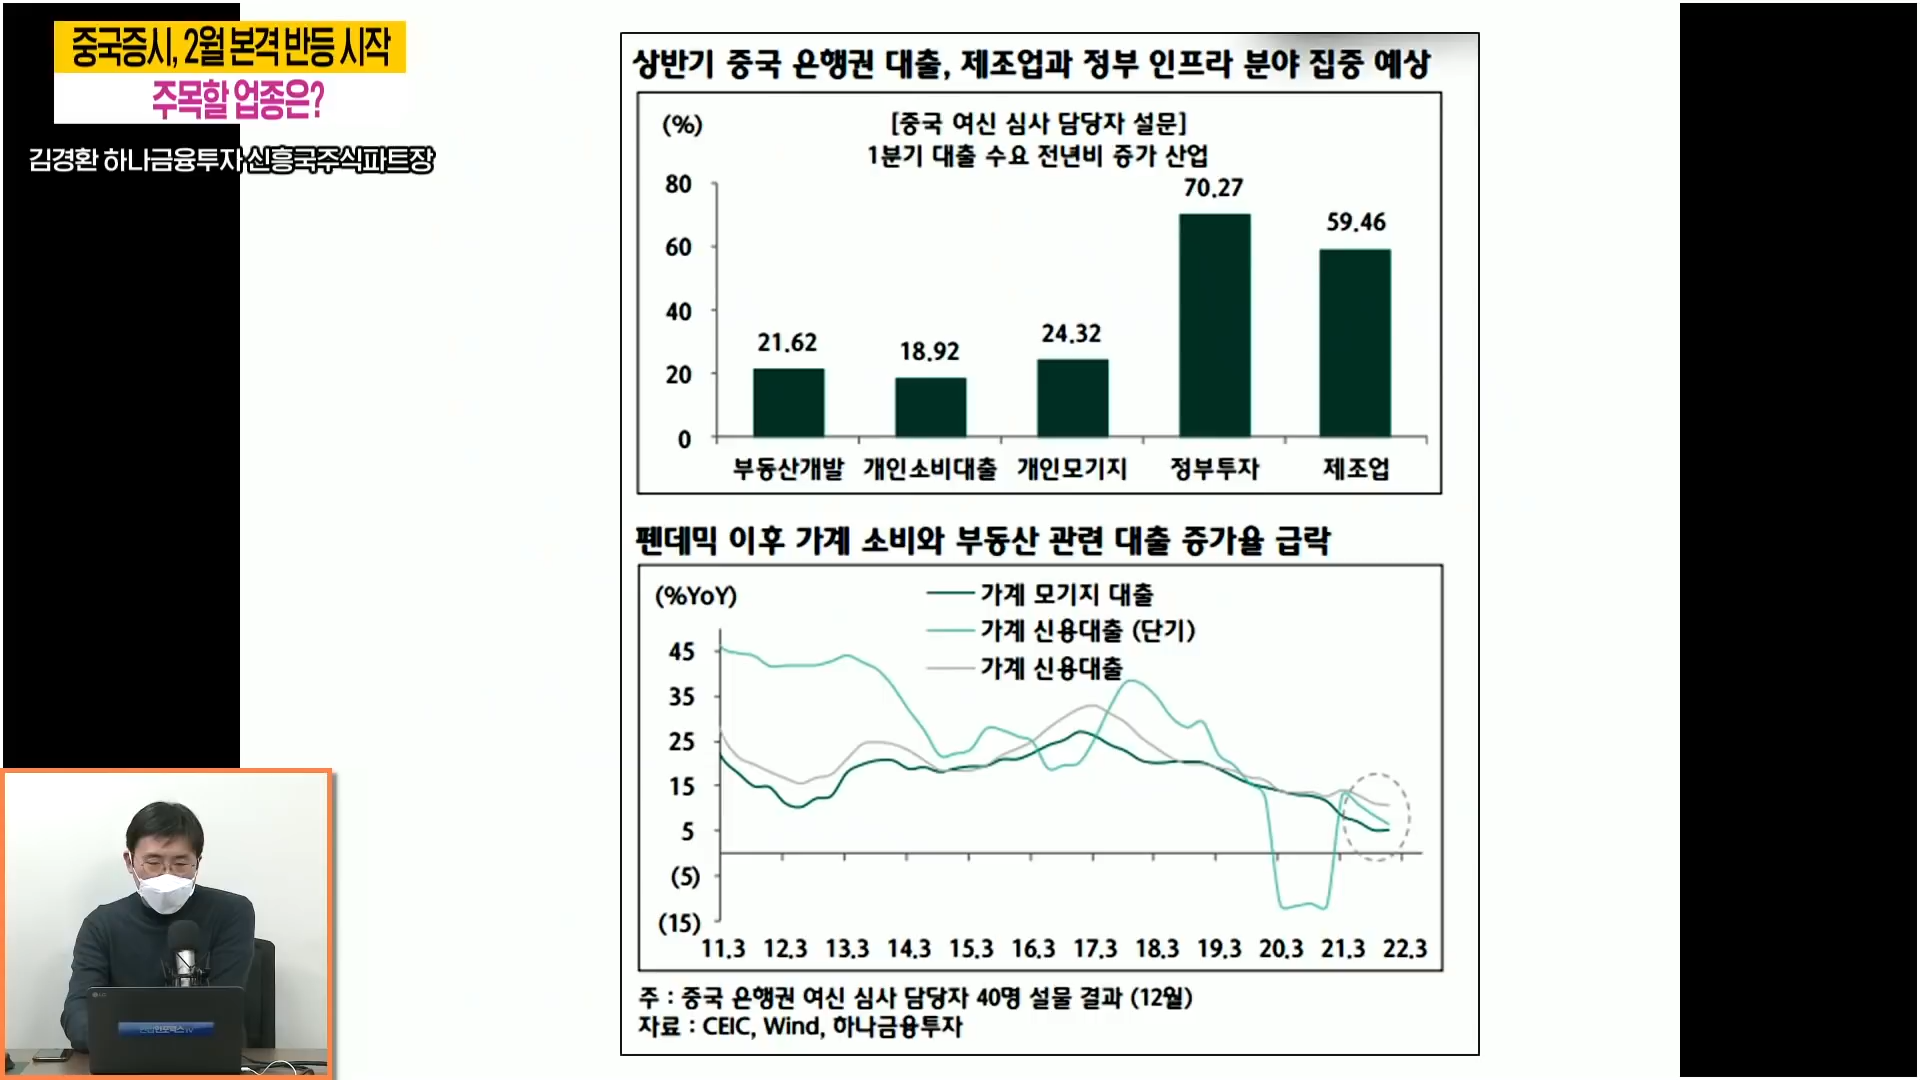 중국증시, 2월 본격 반등 시작
주목할 업종은?
김경환 하나금융투자 신흥국주식파트장
상반기 중국 은행권 대출, 제조업과 정부 인프라 분야 집중 예상
(%)
[중국 여신 심사 담당자 설문]
1분기 대출 수요 전년비 증가 산업
80
60
40
20
0
21.62
18.92
24.32
70.27
59.46
부동산개발 개인소비대출 개인모기지 정부투자 제조업
펜데믹 이후 가계 소비와 부동산 관련 대출 증가율 급락
(%YoY)
가계 모기지 대출
가계 신용대출 (단기)
가계 신용대출
45
35
25
15
5
(5)
(15)
11.3 12.3 13.3 14.3 15.3 16.3 17.3 18.3 19.3 20.3 21.3 22.3
주 : 중국 은행권 여신 심사 담당자 40명 설물 결과 (12월)
자료 : CEIC, Wind, 하나금융투자
LG
연합인포맥스TV